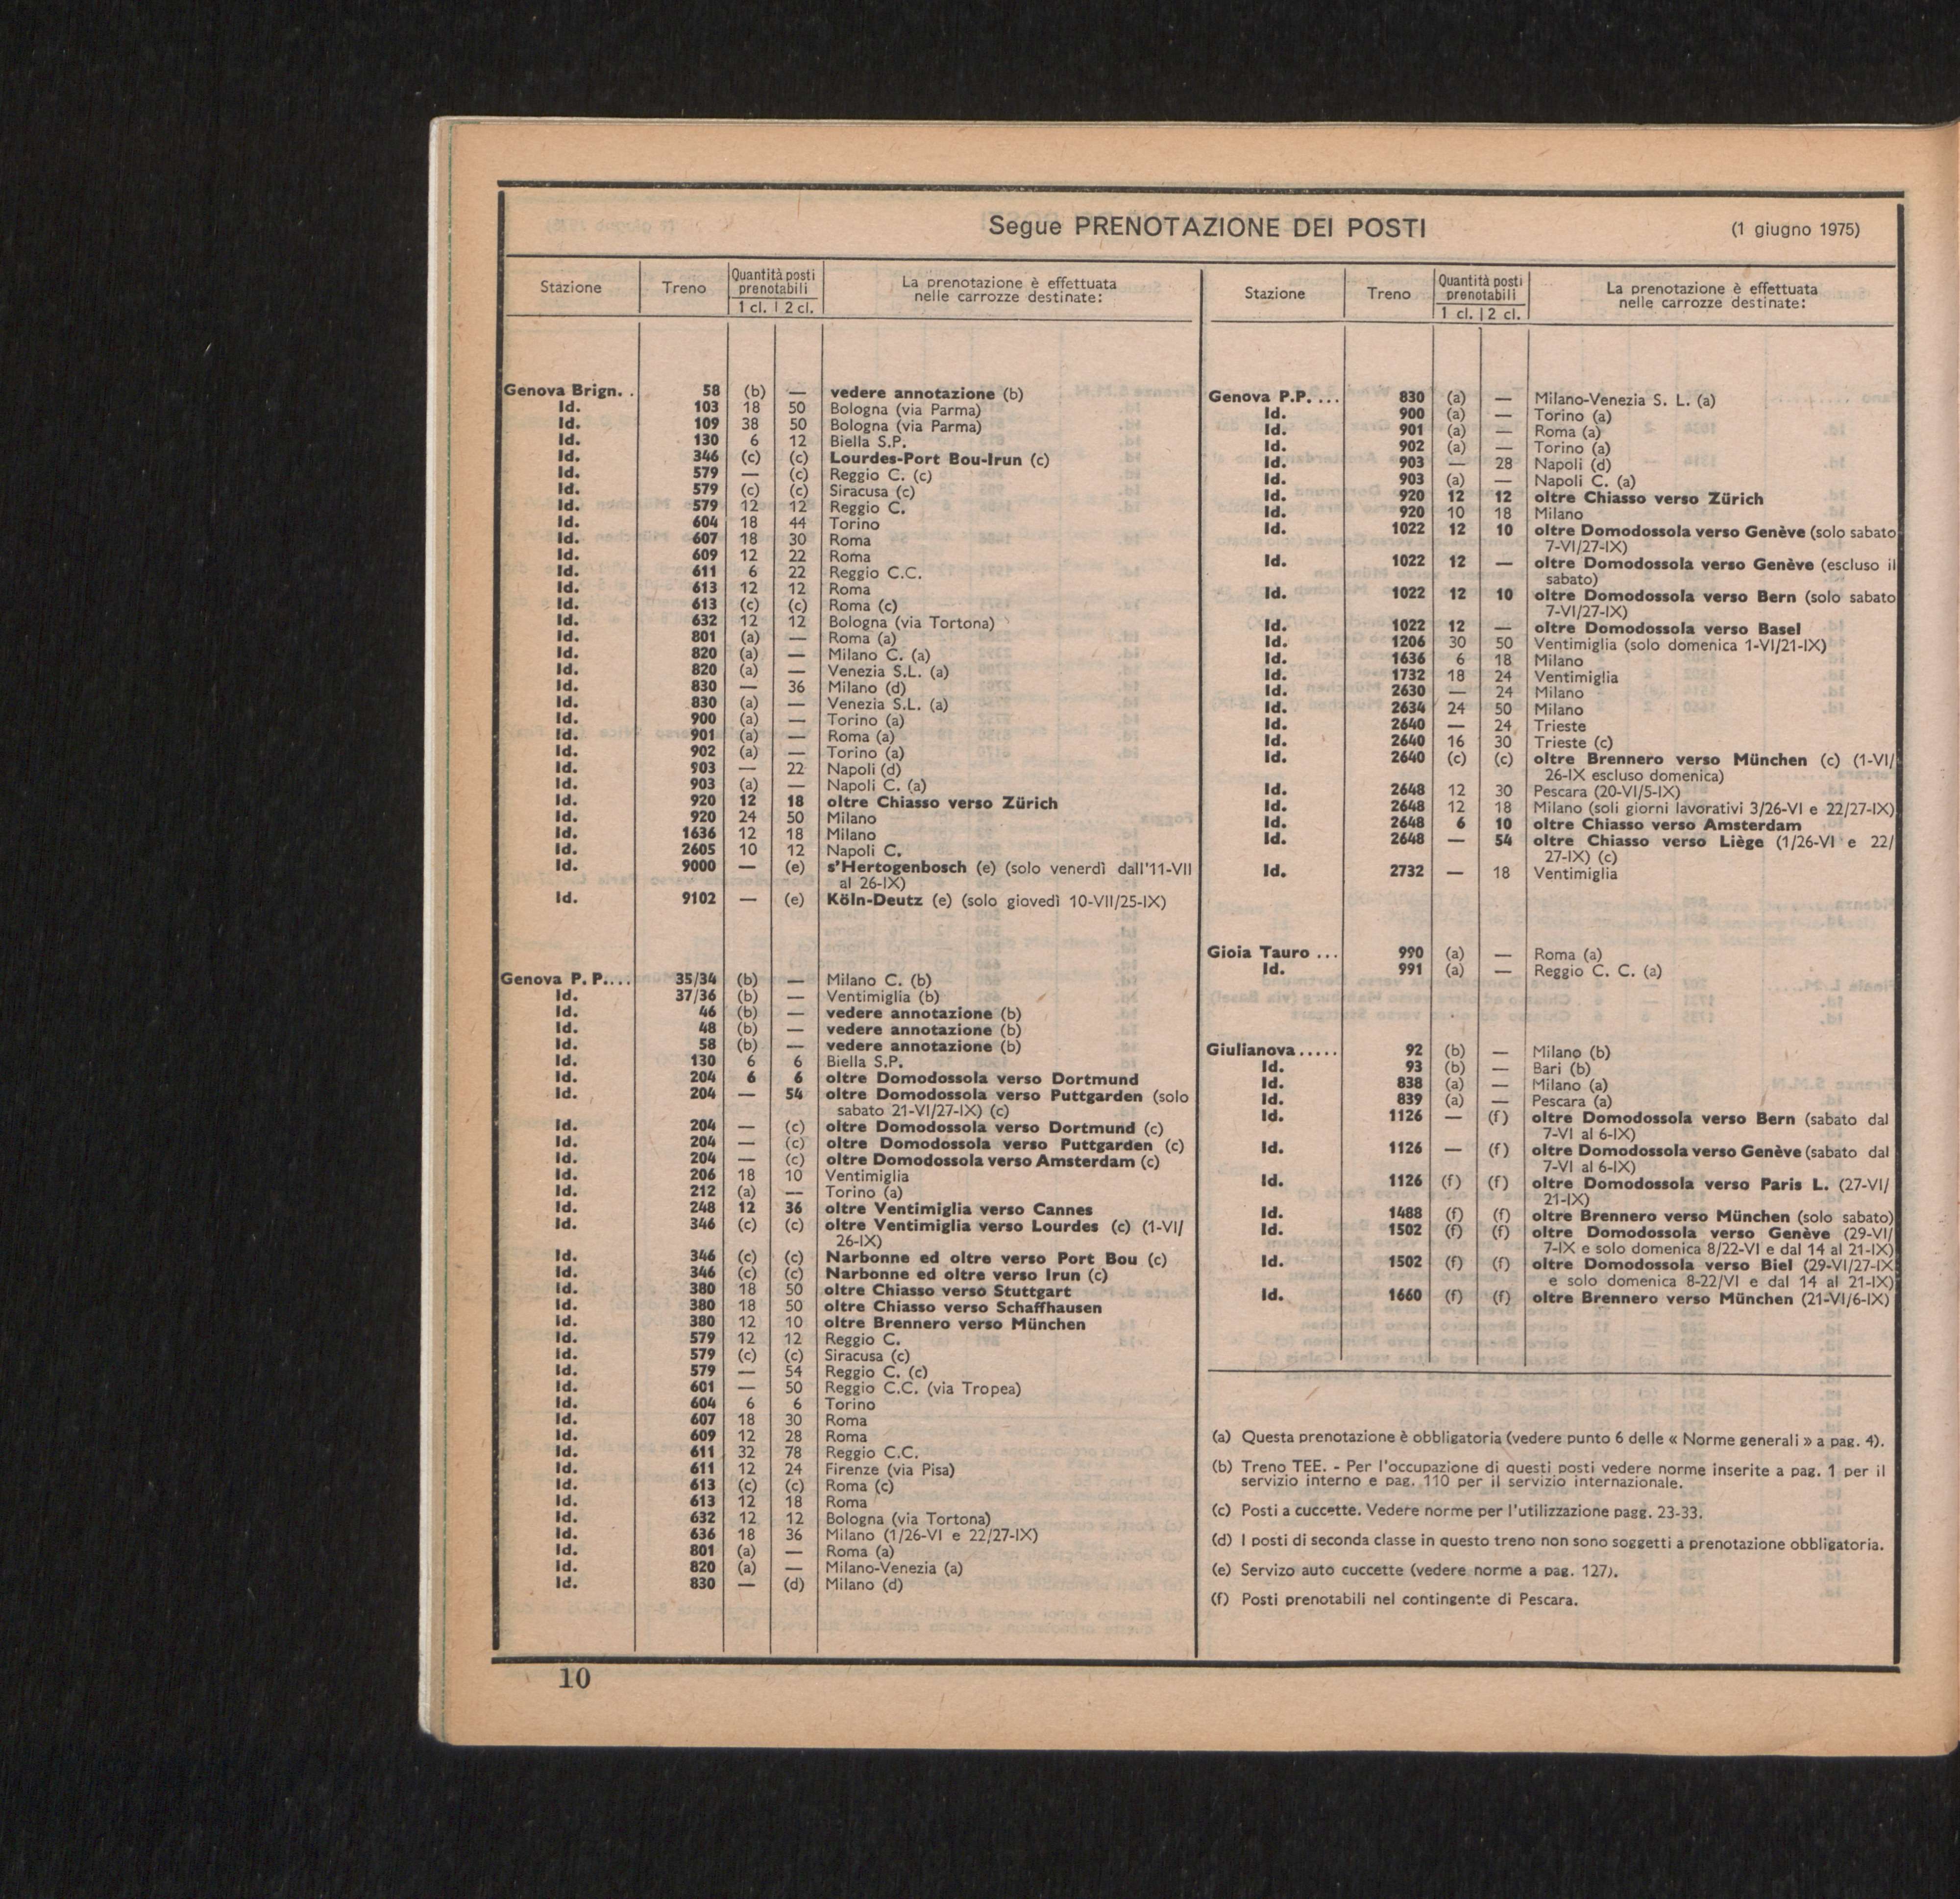 Segue PRENOTAZIONE DEI POSTI (1 giugno 1975)
Stazione Treno Quantità posti prenotabili 1 cl. 2 cl. La prenotazione è effettuata nelle carrozze destinate:
Genova Brign. . 58 (b) — vedere annotazione (b)
Id. 103 18 50 Bologna (via Parma)
Id. 109 38 50 Bologna (via Parma)
Id. 130 6 12 Biella S.P.
Id. 346 (c) (c) Lourdes-Port Bou-Irun (c)
Id. 579 — (c) Reggio C. (c)
Id. 579 (c) (c) Siracusa (c)
Id. 579 12 12 Reggio C.
Id. 604 18 44 Torino
Id. 607 18 30 Roma
Id. 609 12 22 Roma
Id. 611 6 22 Reggio C.C.
Id. 613 12 12 Roma
Id. 613 (c) (c) Roma (c)
Id. 632 12 12 Bologna (via Tortona)
Id. 801 (a) — Roma (a)
Id. 820 (a) — Milano C. (a)
Id. 820 (a) — Venezia S.L. (a)
Id. 830 — 36 Milano (d)
Id. 830 (a) — Venezia S.L. (a)
Id. 900 (a) — Torino (a)
Id. 901 (a) — Roma (a)
Id. 902 (a) — Torino (a)
Id. 903 — 22 Napoli (d)
Id. 903 (a) — Napoli C. (a)
Id. 920 12 18 oltre Chiasso verso Zürich
Id. 920 24 50 Milano
Id. 1636 12 18 Milano
Id. 2605 10 12 Napoli C.
Id. 9000 — (e) s'Hertogenbosch (e) (solo venerdì dall'11-VII
al 26-IX)
Id. 9102 — (e) Köln-Deutz (e) (solo giovedì 10-VII/25-IX)
Genova P. P.... 35/34 (b) — Milano C. (b)
Id. 37/36 (b) — Ventimiglia (b)
Id. 46 (b) — vedere annotazione (b)
Id. 48 (b) — vedere annotazione (b)
Id. 58 (b) — vedere annotazione (b)
Id. 130 6 6 Biella S.P.
Id. 204 6 6 oltre Domodossola verso Dortmund
Id. 204 — 54 oltre Domodossola verso Puttgarden (solo
sabato 21-VI/27-IX) (c)
Id. 204 — (c) oltre Domodossola verso Dortmund (c)
Id. 204 — (c) oltre Domodossola verso Puttgarden (c)
Id. 204 — (c) oltre Domodossola verso Amsterdam (c)
Id. 206 18 10 Ventimiglia
Id. 212 (a) — Torino (a)
Id. 248 12 36 oltre Ventimiglia verso Cannes
Id. 346 (c) (c) oltre Ventimiglia verso Lourdes (c) (1-VI/
26-IX)
Id. 346 (c) (c) Narbonne ed oltre verso Port Bou (c)
Id. 346 (c) (c) Narbonne ed oltre verso Irun (c)
Id. 380 18 50 oltre Chiasso verso Stuttgart
Id. 380 18 50 oltre Chiasso verso Schaffhausen
Id. 380 12 10 oltre Brennero verso München
Id. 579 12 12 Reggio C.
Id. 579 (c) (c) Siracusa (c)
Id. 579 — 54 Reggio C. (c)
Id. 601 — 50 Reggio C.C. (via Tropea)
Id. 604 6 6 Torino
Id. 607 18 30 Roma
Id. 609 12 28 Roma
Id. 611 32 78 Reggio C.C.
Id. 611 12 24 Firenze (via Pisa)
Id. 613 (c) (c) Roma (c)
Id. 613 12 18 Roma
Id. 632 12 12 Bologna (via Tortona)
Id. 636 18 36 Milano (1/26-VI e 22/27-IX)
Id. 801 (a) — Roma (a)
Id. 820 (a) — Milano-Venezia (a)
Id. 830 — (d) Milano (d)
Stazione Treno Quantità posti prenotabili 1 cl. 2 cl. La prenotazione è effettuata nelle carrozze destinate:
Genova P.P. ... 830 (a) — Milano-Venezia S. L. (a)
Id. 900 (a) — Torino (a)
Id. 901 (a) — Roma (a)
Id. 902 (a) — Torino (a)
Id. 903 — 28 Napoli (d)
Id. 903 (a) — Napoli C. (a)
Id. 920 12 12 oltre Chiasso verso Zürich
Id. 920 10 18 Milano
Id. 1022 12 10 oltre Domodossola verso Genève (solo sabato
7-VI/27-IX)
Id. 1022 12 — oltre Domodossola verso Genève (escluso il
sabato)
Id. 1022 12 10 oltre Domodossola verso Bern (solo sabato
7-VI/27-IX)
Id. 1022 12 — oltre Domodossola verso Basel
Id. 1206 30 50 Ventimiglia (solo domenica 1-VI/21-IX)
Id. 1636 6 18 Milano
Id. 1732 18 24 Ventimiglia
Id. 2630 — 24 Milano
Id. 2634 24 50 Milano
Id. 2640 — 24 Trieste
Id. 2640 16 30 Trieste (c)
Id. 2640 (c) (c) oltre Brennero verso München (c) (1-VI/
26-IX escluso domenica)
Id. 2648 12 30 Pescara (20-VI/5-IX)
Id. 2648 12 18 Milano (soli giorni lavorativi 3/26-VI e 22/27-IX)
Id. 2648 6 10 oltre Chiasso verso Amsterdam
Id. 2648 — 54 oltre Chiasso verso Liège (1/26-VI e 22/
27-IX) (c)
Id. 2732 — 18 Ventimiglia
Gioia Tauro ... 990 (a) — Roma (a)
Id. 991 (a) — Reggio C. C. (a)
Giulianova ..... 92 (b) — Milano (b)
Id. 93 (b) — Bari (b)
Id. 838 (a) — Milano (a)
Id. 839 (a) — Pescara (a)
Id. 1126 — (f) oltre Domodossola verso Bern (sabato dal
7-VI al 6-IX)
Id. 1126 — (f) oltre Domodossola verso Genève (sabato dal
7-VI al 6-IX)
Id. 1126 (f) (f) oltre Domodossola verso Paris L. (27-VI/
21-IX)
Id. 1488 (f) (f) oltre Brennero verso München (solo sabato)
Id. 1502 (f) (f) oltre Domodossola verso Genève (29-VI/
7-IX e solo domenica 8/22-VI e dal 14 al 21-IX)
Id. 1502 (f) (f) oltre Domodossola verso Biel (29-VI/27-IX
e solo domenica 8-22/VI e dal 14 al 21-IX)
Id. 1660 (f) (f) oltre Brennero verso München (21-VI/6-IX)
(a) Questa prenotazione è obbligatoria (vedere punto 6 delle « Norme generali » a pag. 4).
(b) Treno TEE. - Per l'occupazione di questi posti vedere norme inserite a pag. 1 per il
servizio interno e pag. 110 per il servizio internazionale.
(c) Posti a cuccette. Vedere norme per l'utilizzazione pagg. 23-33.
(d) I posti di seconda classe in questo treno non sono soggetti a prenotazione obbligatoria.
(e) Servizo auto cuccette (vedere norme a pag. 127).
(f) Posti prenotabili nel contingente di Pescara.
10